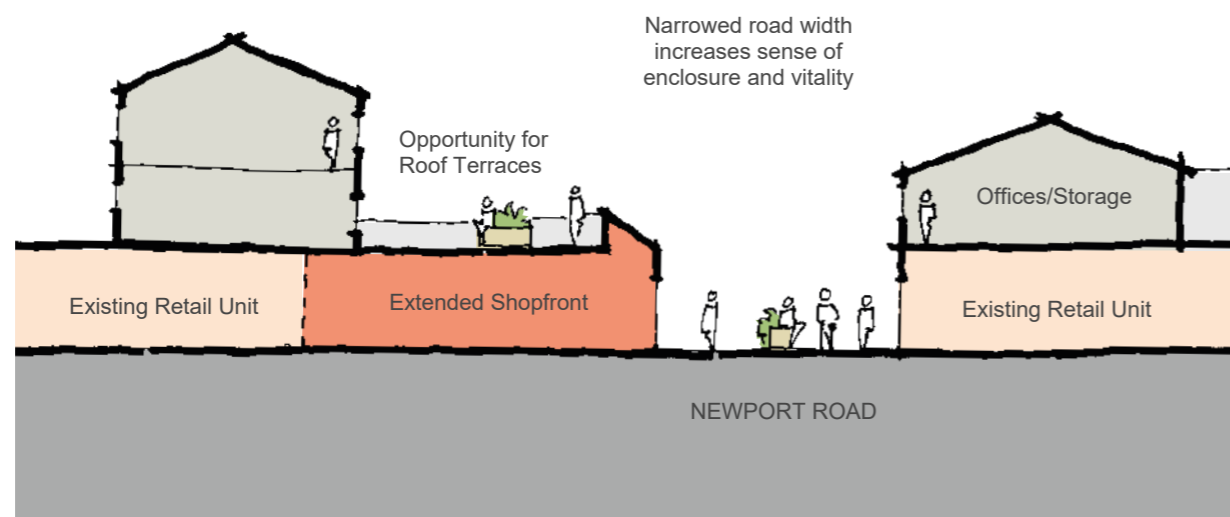 Narrowed road width
increases sense of
enclosure and vitality
Opportunity for
Roof Terraces
Offices/Storage
Existing Retail Unit
Extended Shopfront
Existing Retail Unit
NEWPORT ROAD